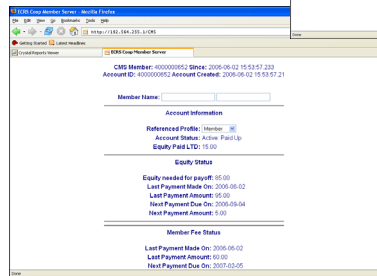 ECRS Coop Member Server - Mozilla Firefox
File Edit View Go Bookmarks Tools Help
http://192.564.255.1/CMS
Getting Started Latest Headlines
Crystal Reports Viewer
ECRS Coop Member Server
CMS Member: 4000000652 Since: 2006-06-02 15:53:57.233
Account ID: 4000000652 Account Created: 2006-06-02 15:53:57.21
Member Name:
Account Information
Referenced Profile: Member
Account Status: Active. Paid Up
Equity Paid LTD: 15.00
Equity Status
Equity needed for payoff: 85.00
Last Payment Made On: 2006-06-02
Last Payment Amount: 95.00
Next Payment Due On: 2006-09-04
Next Payment Amount: 5.00
Member Fee Status
Last Payment Made On: 2006-06-02
Last Payment Amount: 60.00
Next Payment Due On: 2007-02-05
Done
Done